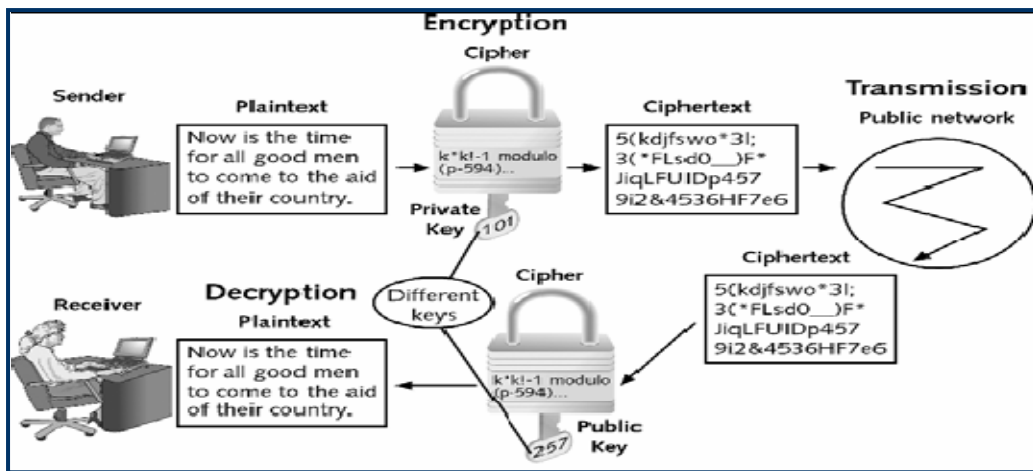 Encryption
Cipher
Sender
Plaintext
Now is the time
for all good men
to come to the aid
of their country.
k*k!-1 modulo
(p-594)...
Private
Key
101
Ciphertext
5(kdjfswo*3l;
3(*FLsd0__)F*
JiqLFUIDp457
9i2&4536HF7e6
Transmission
Public network
Ciphertext
5(kdjfswo*3l;
3(*FLsd0__)F*
JiqLFUIDp457
9i2&4536HF7e6
Different
keys
Cipher
k*k!-1 modulo
(p-594)...
Public
Key
257
Receiver
Decryption
Plaintext
Now is the time
for all good men
to come to the aid
of their country.